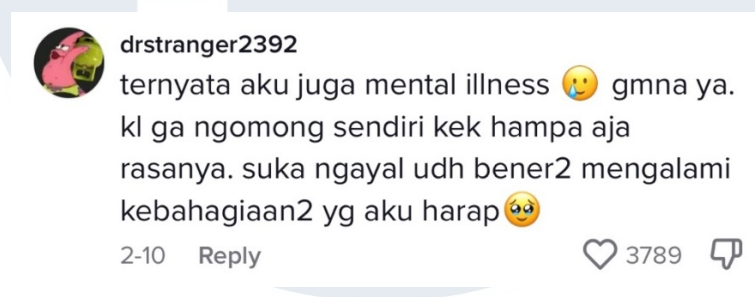 drstranger2392
ternyata aku juga mental illness 🥲 gmna ya.
kl ga ngomong sendiri kek hampa aja
rasanya. suka ngayal udh bener2 mengalami
kebahagiaan2 yg aku harap🥹
2-10 Reply 3789